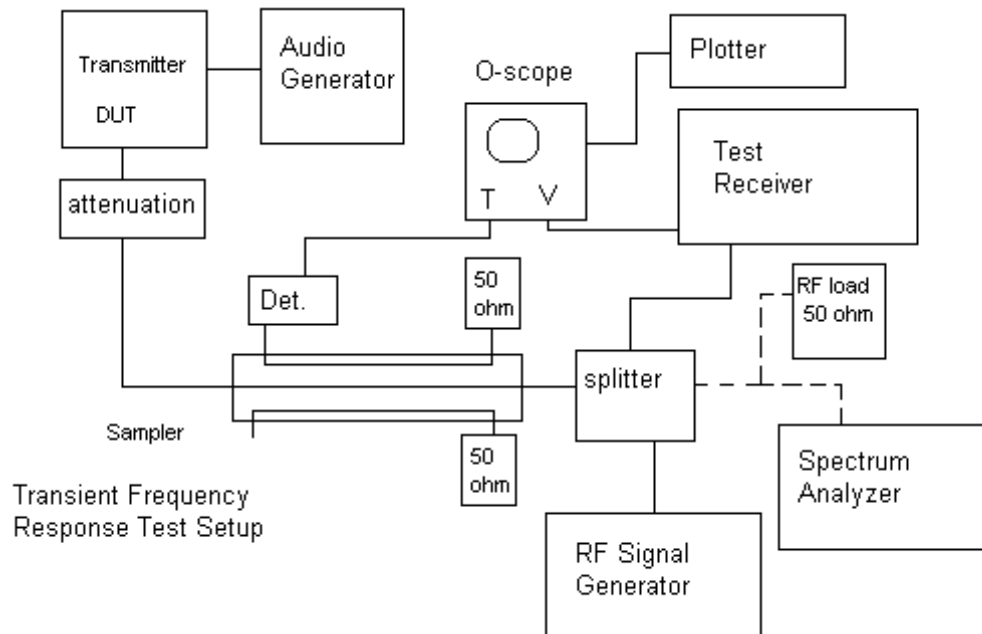 Transmitter
DUT
Audio
Generator
O-scope
T V
Plotter
Test
Receiver
attenuation
Det.
50
ohm
RF load
50 ohm
splitter
Sampler
50
ohm
Spectrum
Analyzer
Transient Frequency
Response Test Setup
RF Signal
Generator